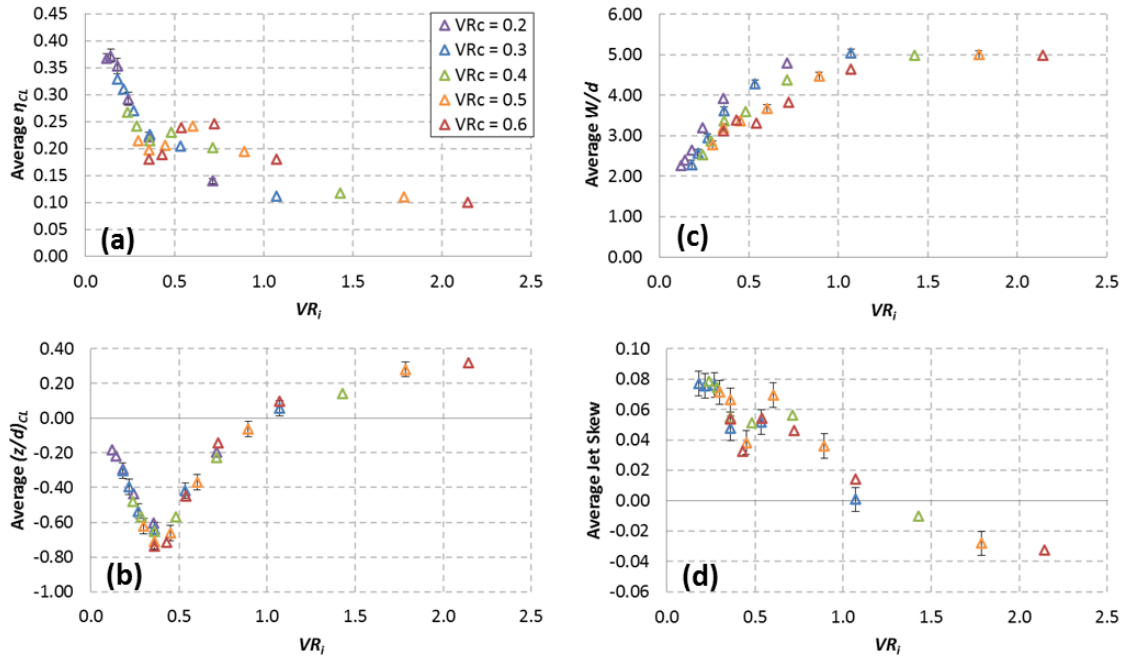 Average ηCL
0.45
0.40
0.35
0.30
0.25
0.20
0.15
0.10
0.05
0.00
VRc = 0.2
VRc = 0.3
VRc = 0.4
VRc = 0.5
VRc = 0.6
(a)
0.0 0.5 1.0 1.5 2.0 2.5
VRi
Average W/d
6.00
5.00
4.00
3.00
2.00
1.00
0.00
(c)
0.0 0.5 1.0 1.5 2.0 2.5
VRi
Average (z/d)CL
0.40
0.20
0.00
-0.20
-0.40
-0.60
-0.80
-1.00
(b)
0.0 0.5 1.0 1.5 2.0 2.5
VRi
Average Jet Skew
0.10
0.08
0.06
0.04
0.02
0.00
-0.02
-0.04
-0.06
(d)
0.0 0.5 1.0 1.5 2.0 2.5
VRi